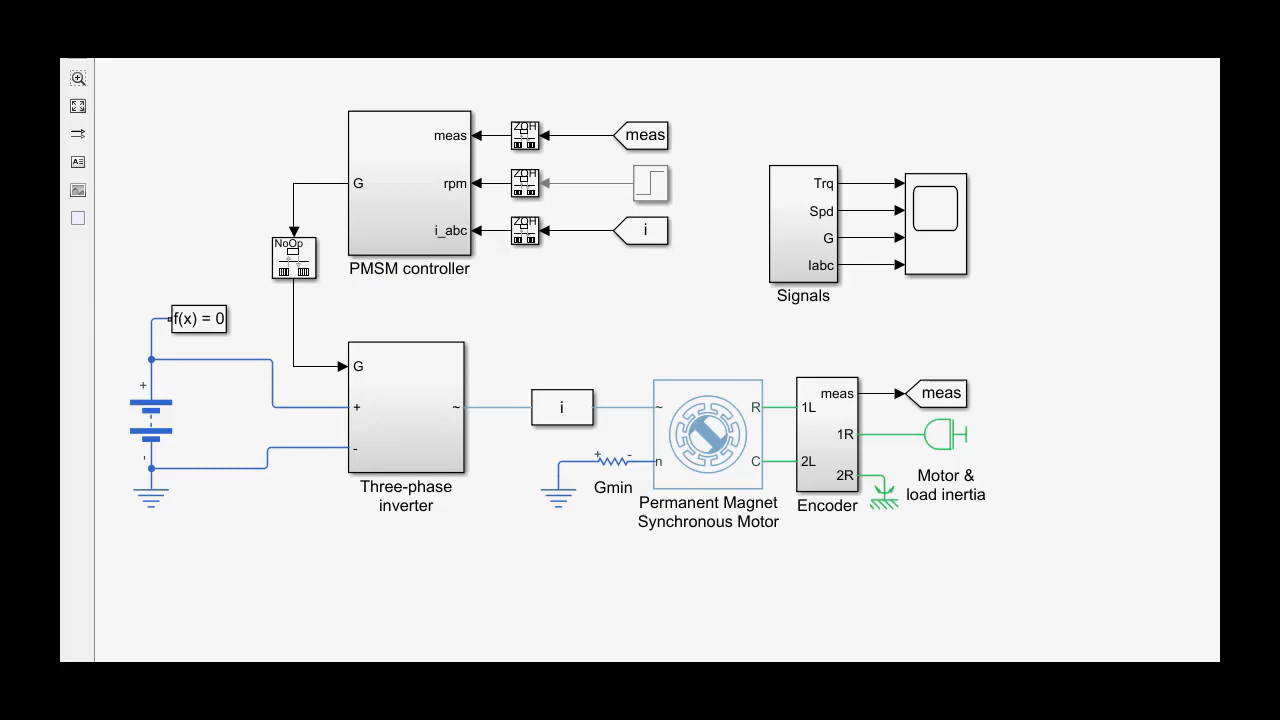 meas
ZOH
meas
G
rpm
ZOH
i_abc
ZOH
i
PMSM controller
NoOp
Trq
Spd
G
Iabc
Signals
f(x) = 0
+
-
G
+
-
~
Three-phase
inverter
i
+
-
Gmin
~
n
R
C
Permanent Magnet
Synchronous Motor
1L
2L
meas
1R
2R
Encoder
meas
Motor &
load inertia